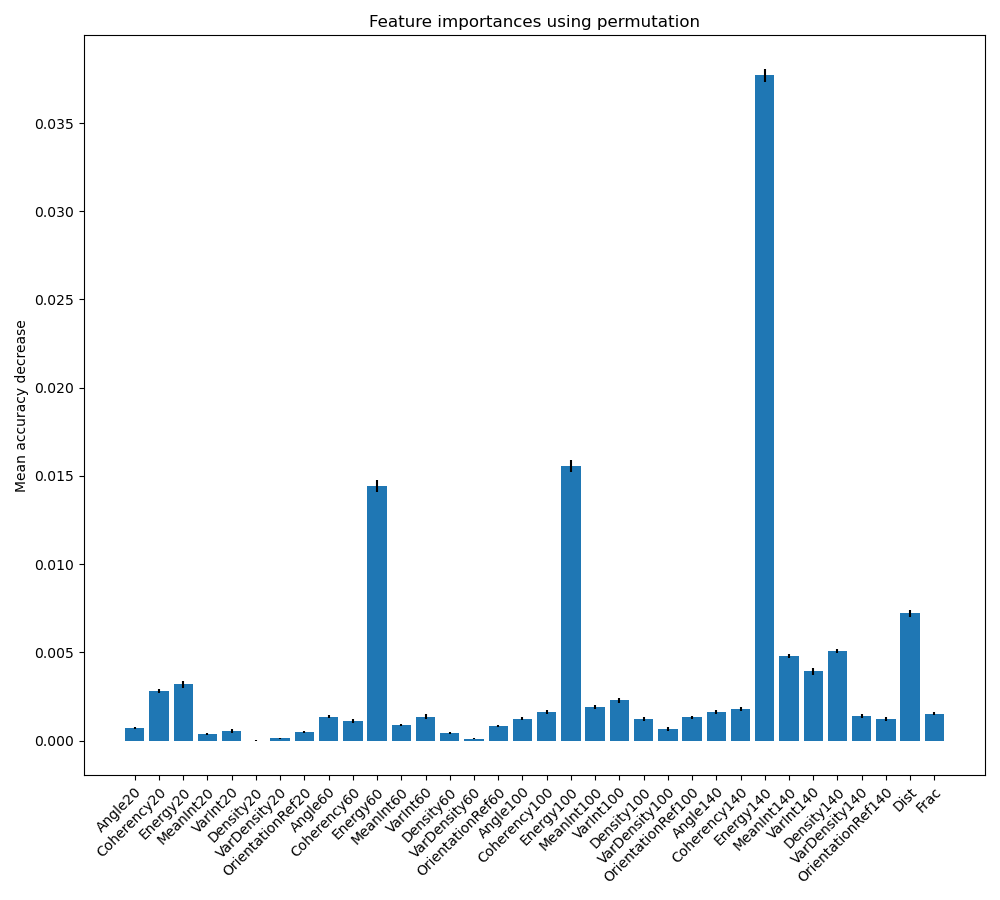 Feature importances using permutation
Mean accuracy decrease
0.035
0.030
0.025
0.020
0.015
0.010
0.005
0.000
Angle20
Coherency20
Energy20
MeanInt20
VarInt20
Density20
VarDensity20
OrientationRef20
Angle60
Coherency60
Energy60
MeanInt60
VarInt60
Density60
VarDensity60
OrientationRef60
Angle100
Coherency100
Energy100
MeanInt100
VarInt100
Density100
VarDensity100
OrientationRef100
Angle140
Coherency140
Energy140
MeanInt140
VarInt140
Density140
VarDensity140
OrientationRef140
Dist
Frac